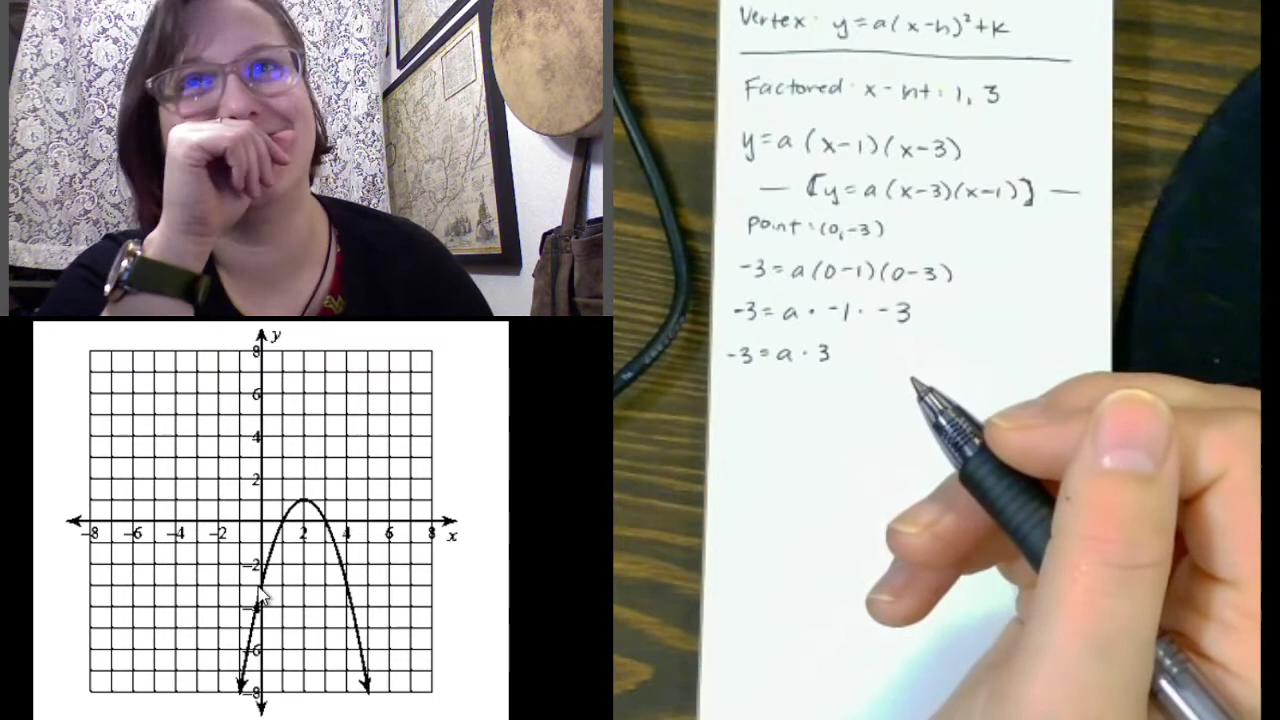 Vertex: y=a(x-h)²+k
Factored: x-int: 1, 3
y=a(x-1)(x-3)
— [y=a(x-3)(x-1)] —
Point:(0,-3)
-3=a(0-1)(0-3)
-3=a·-1·-3
-3=a·3
y
8
6
4
2
-8 -6 -4 -2 2 4 6 8 x
-2
-4
-6
-8